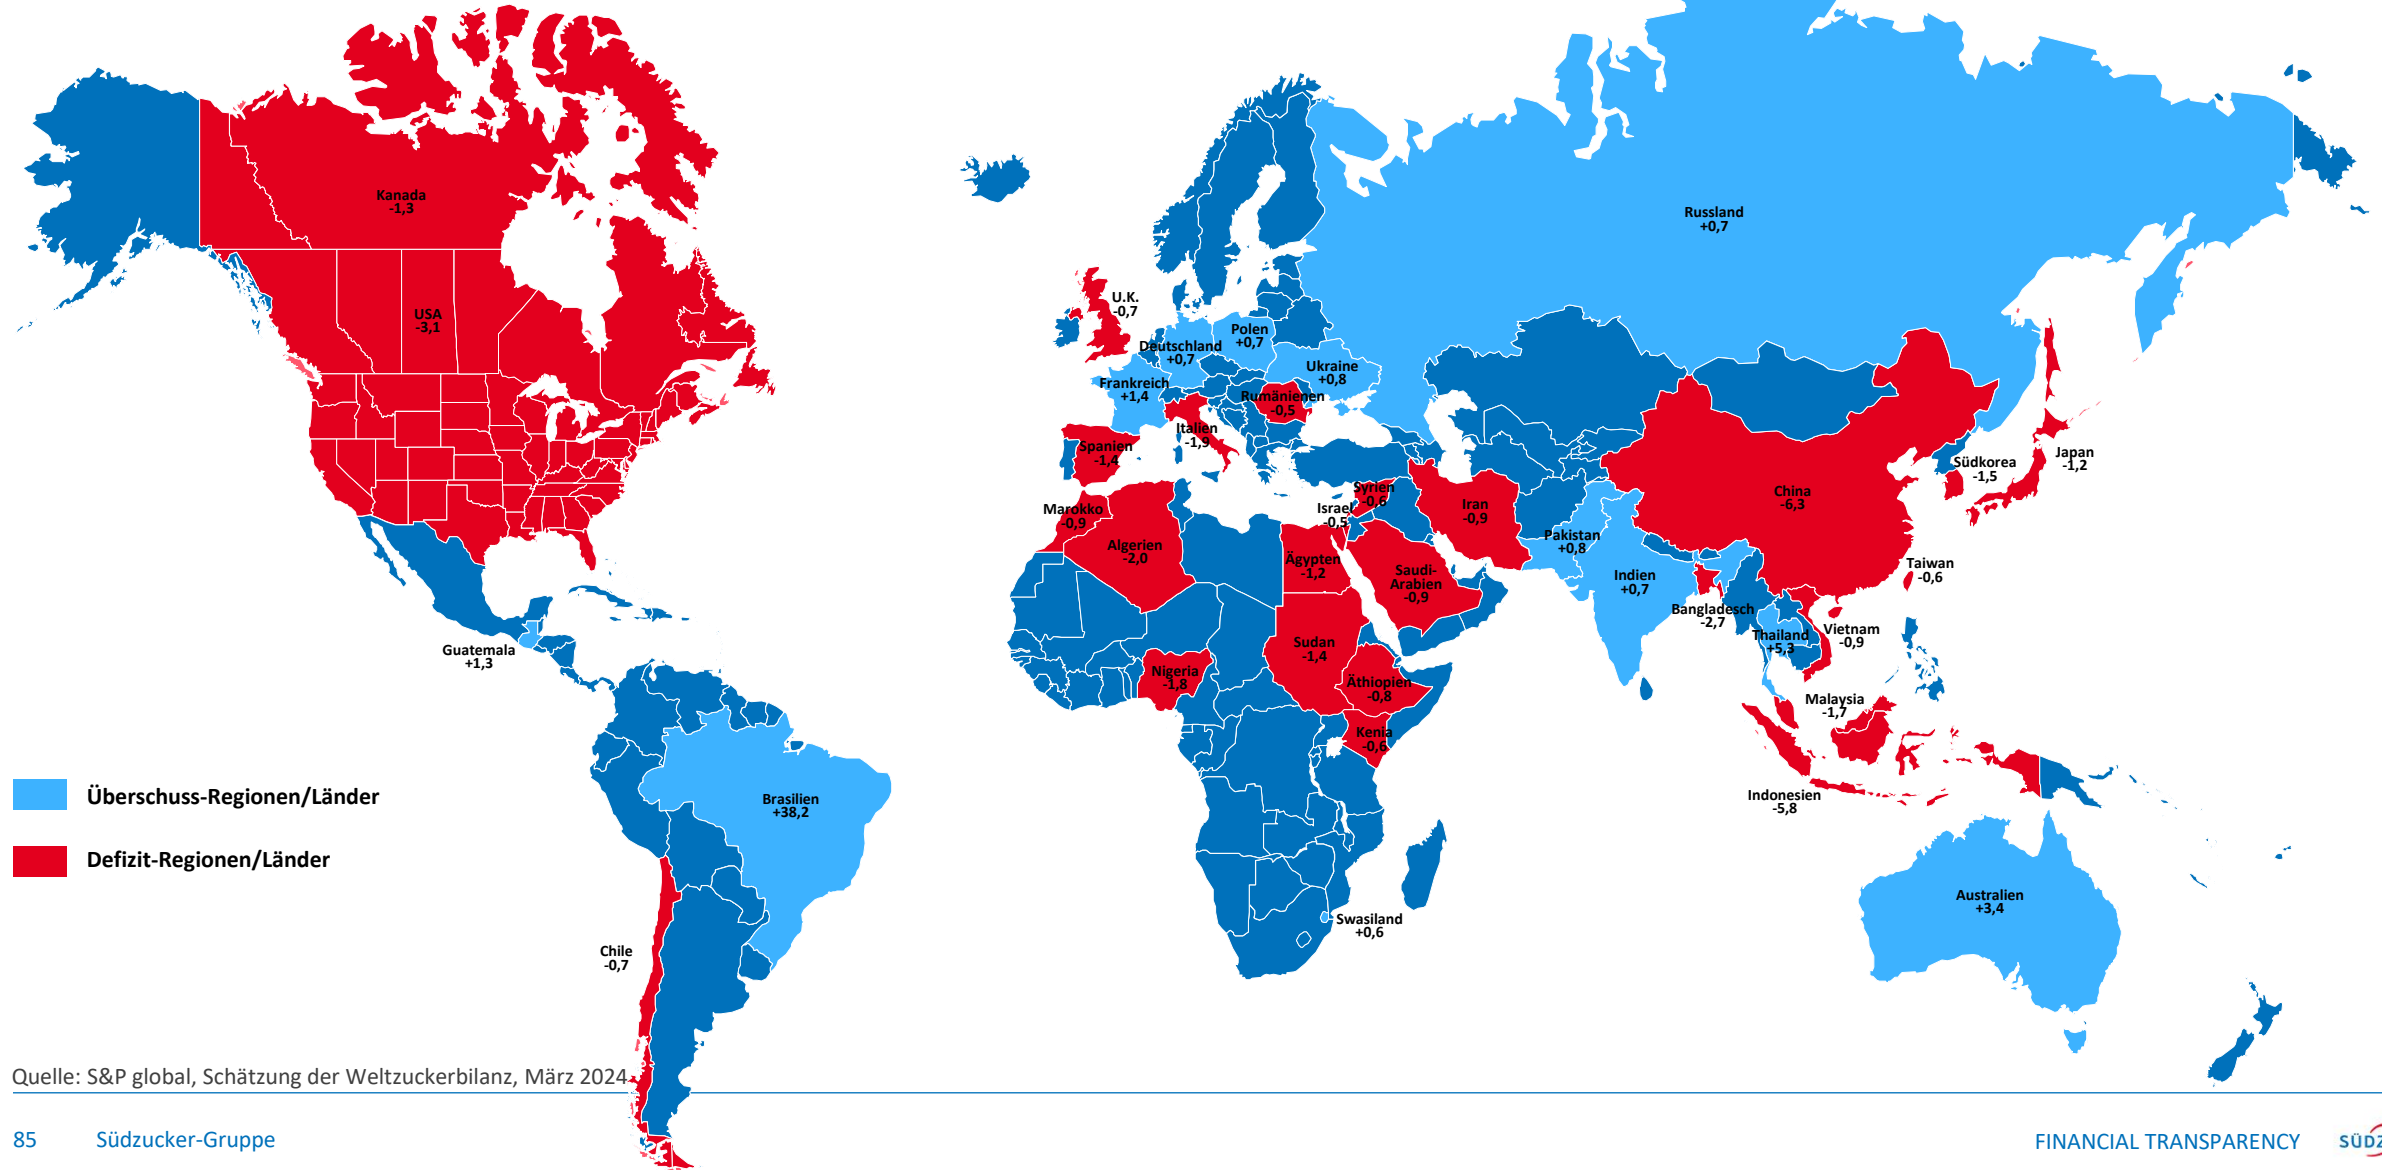 Kanada
-1,3
USA
-3,1
Guatemala
+1,3
Brasilien
+38,2
Chile
-0,7
U.K.
-0,7
Polen
+0,7
Deutschland
+0,7
Frankreich
+1,4
Ukraine
+0,8
Rumänienen
-0,5
Italien
-1,9
Spanien
-1,4
Russland
+0,7
Marokko
-0,9
Algerien
-2,0
Ägypten
-1,2
Israel
-0,5
Syrien
-0,6
Iran
-0,9
Saudi-
Arabien
-0,9
Sudan
-1,4
Nigeria
-1,8
Äthiopien
-0,8
Kenia
-0,6
Swasiland
+0,6
Pakistan
+0,8
Indien
+0,7
Bangladesch
-2,7
China
-6,3
Südkorea
-1,5
Japan
-1,2
Taiwan
-0,6
Thailand
+5,3
Vietnam
-0,9
Malaysia
-1,7
Indonesien
-5,8
Australien
+3,4
Überschuss-Regionen/Länder
Defizit-Regionen/Länder
Quelle: S&P global, Schätzung der Weltzuckerbilanz, März 2024
85 Südzucker-Gruppe
FINANCIAL TRANSPARENCY
SÜDZ